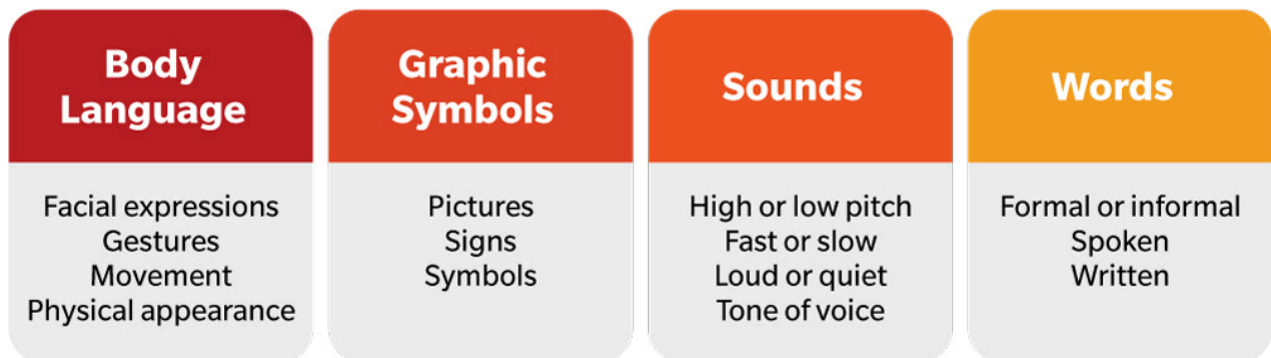 Body
Language
Facial expressions
Gestures
Movement
Physical appearance
Graphic
Symbols
Pictures
Signs
Symbols
Sounds
High or low pitch
Fast or slow
Loud or quiet
Tone of voice
Words
Formal or informal
Spoken
Written